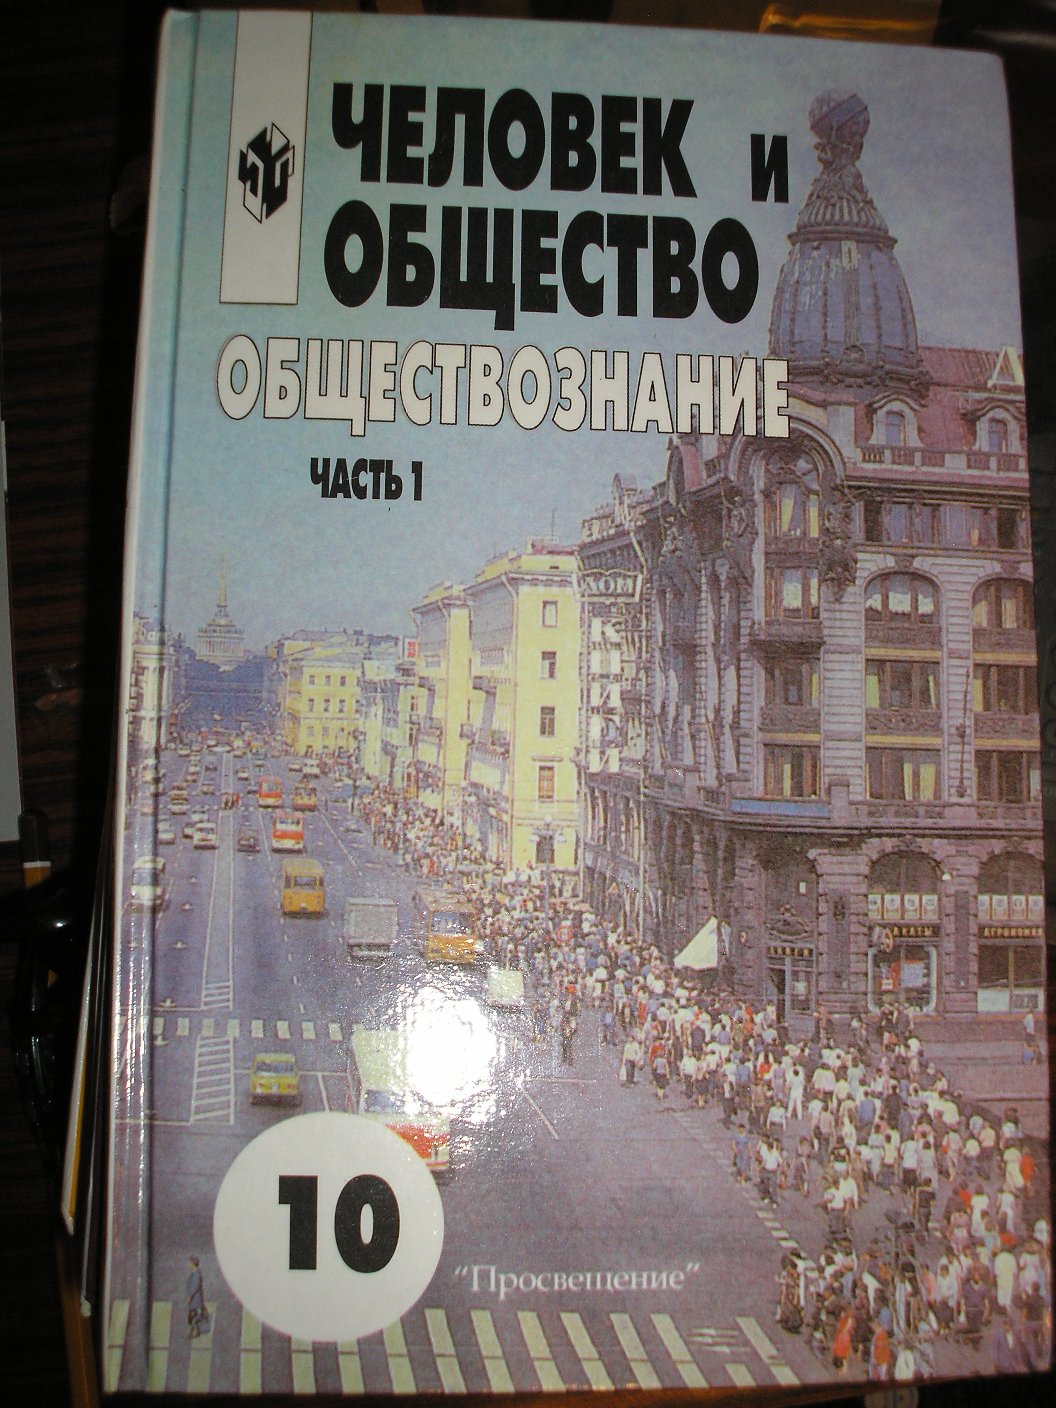 ЧЕЛОВЕК И
ОБЩЕСТВО
ОБЩЕСТВОЗНАНИЕ
ЧАСТЬ 1
10
"Просвещение"